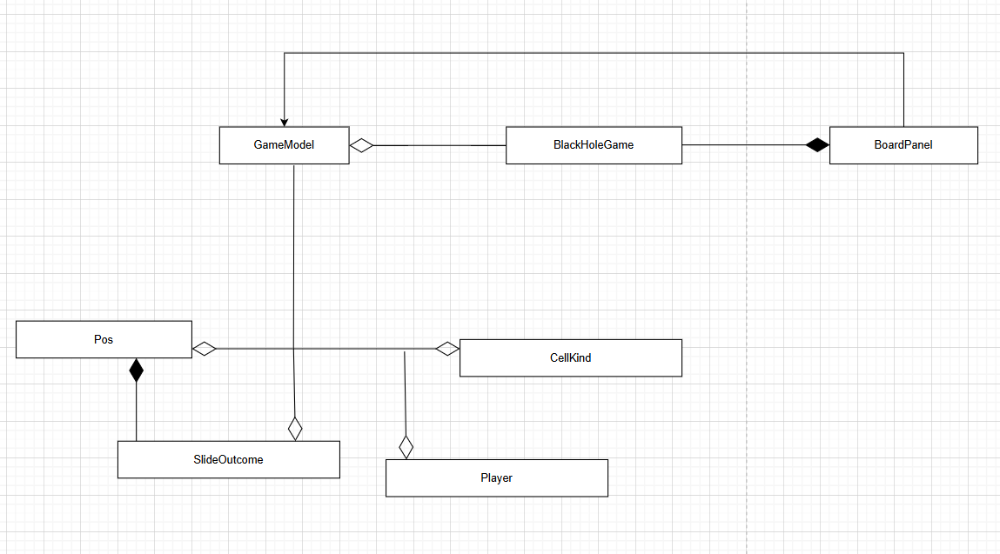 GameModel
BlackHoleGame
BoardPanel
Pos
CellKind
SlideOutcome
Player